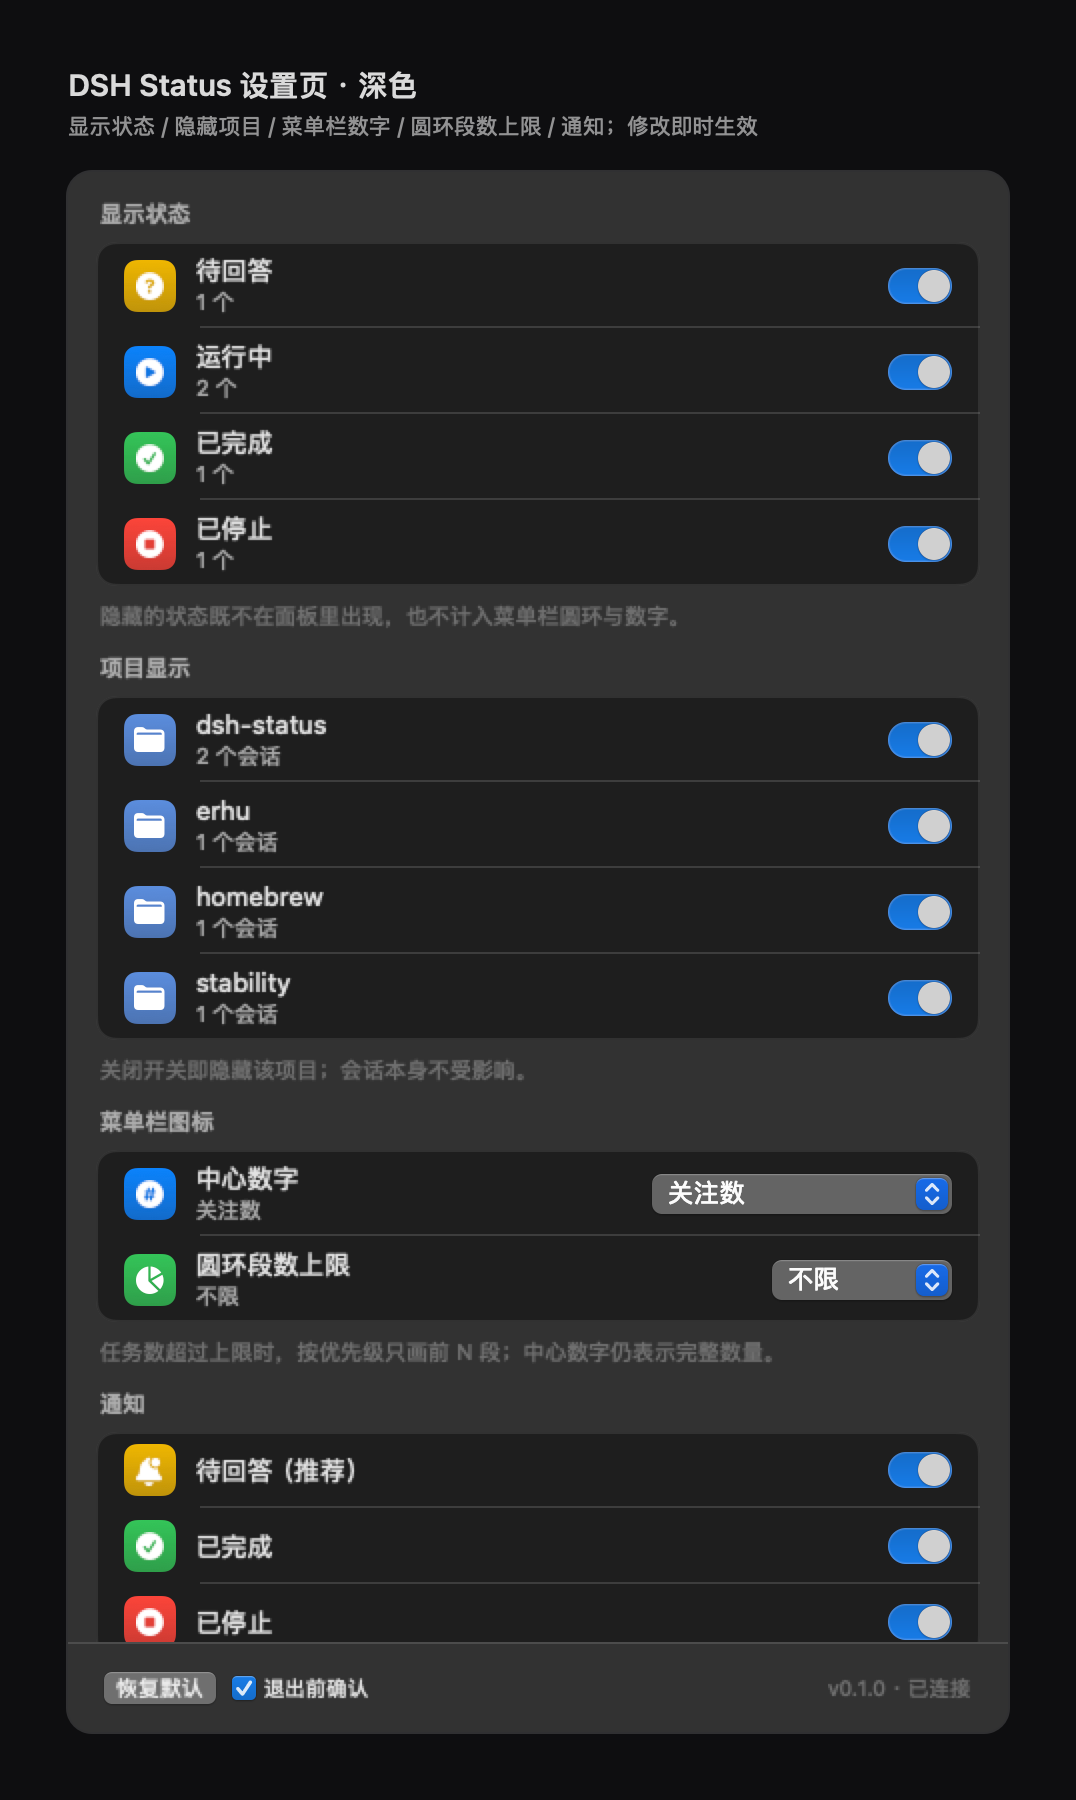 DSH Status 设置页 · 深色
显示状态 / 隐藏项目 / 菜单栏数字 / 圆环段数上限 / 通知；修改即时生效
显示状态
待回答
1 个
运行中
2 个
已完成
1 个
已停止
1 个
隐藏的状态既不在面板里出现，也不计入菜单栏圆环与数字。
项目显示
dsh-status
2 个会话
erhu
1 个会话
homebrew
1 个会话
stability
1 个会话
关闭开关即隐藏该项目；会话本身不受影响。
菜单栏图标
中心数字
关注数
关注数
圆环段数上限
不限
不限
任务数超过上限时，按优先级只画前 N 段；中心数字仍表示完整数量。
通知
待回答（推荐）
已完成
已停止
恢复默认
退出前确认
v0.1.0 · 已连接